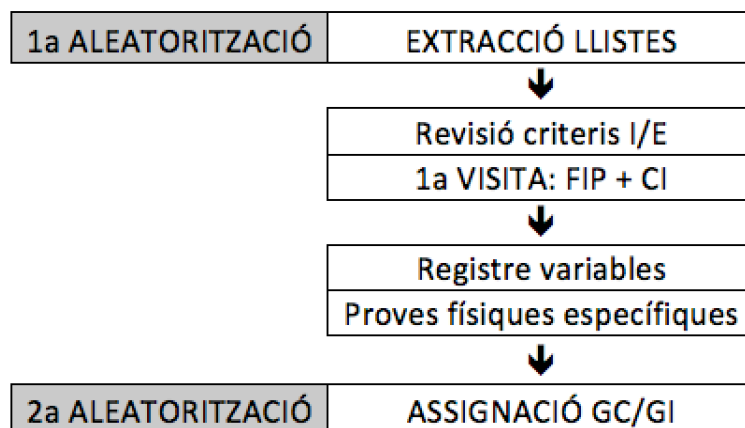 1a ALEATORITZACIÓ EXTRACCIÓ LLISTES
Revisió criteris I/E
1a VISITA: FIP + CI
Registre variables
Proves físiques específiques
2a ALEATORITZACIÓ ASSIGNACIÓ GC/GI